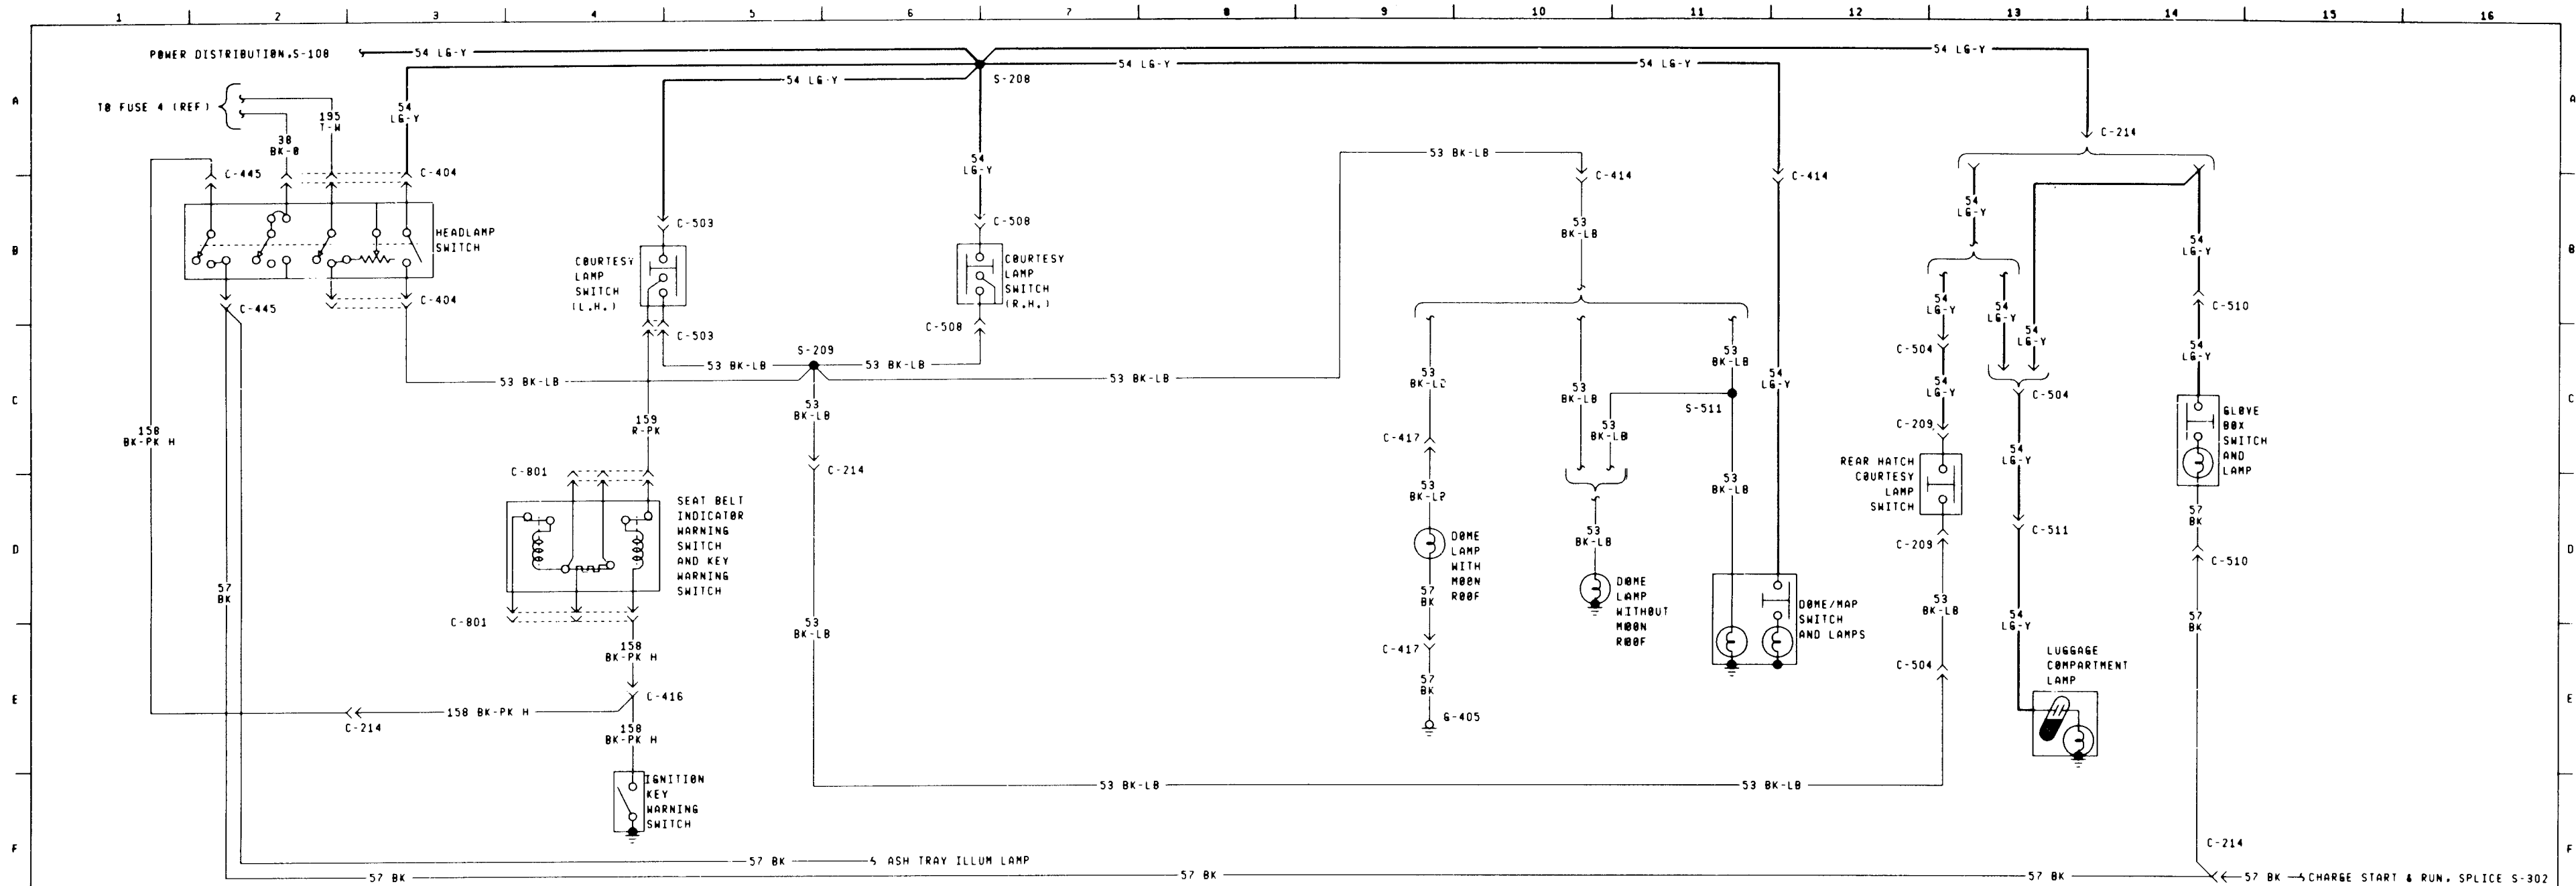 1 2 3 4 5 6 7 8 9 10 11 12 13 14 15 16
A
B
C
D
E
F
A
B
C
D
E
F
POWER DISTRIBUTION, S-108
54 LG-Y
54 LG-Y
54 LG-Y
54 LG-Y
54 LG-Y
54 LG-Y
S-208
TO FUSE 4 (REF)
195
T-W
54
LG-Y
38
BK-O
C-445
C-404
HEADLAMP
SWITCH
C-445
C-404
54
LG-Y
C-503
C-508
COURTESY
LAMP
SWITCH
(L.H.)
COURTESY
LAMP
SWITCH
(R.H.)
C-503
C-508
S-209
53 BK-LB
53 BK-LB
53 BK-LB
53 BK-LB
53
BK-LB
159
R-PK
158
BK-PK H
57
BK
C-801
SEAT BELT
INDICATOR
WARNING
SWITCH
AND KEY
WARNING
SWITCH
C-801
C-214
53
BK-LB
158
BK-PK H
C-416
158 BK-PK H
C-214
158
BK-PK H
IGNITION
KEY
WARNING
SWITCH
53 BK-LB
53 BK-LB
53 BK-LB
C-414
C-414
53
BK-LB
53
53
BK-LB
53
BK-LB
54
LG-Y
S-511
53
BK-LB
C-417
53
53
BK-LB
DOME
LAMP
WITH
MOON
ROOF
53
BK-LB
57
BK
DOME
LAMP
WITHOUT
MOON
ROOF
DOME/MAP
SWITCH
AND LAMPS
C-417
57
BK
G-405
C-214
54
LG-Y
54
LG-Y
54
LG-Y
54
LG-Y
54
LG-Y
C-510
C-504
54
LG-Y
54
LG-Y
C-504
C-209
GLOVE
BOX
SWITCH
AND
LAMP
54
LG-Y
REAR HATCH
COURTESY
LAMP
SWITCH
57
BK
C-511
C-209
C-510
53
BK-LB
54
LG-Y
57
BK
C-504
LUGGAGE
COMPARTMENT
LAMP
C-214
57 BK
ASH TRAY ILLUM LAMP
57 BK
57 BK
57 BK
57 BK
CHARGE START & RUN, SPLICE S-302